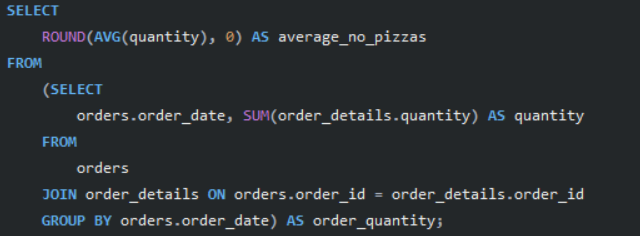 SELECT
ROUND(AVG(quantity), 0) AS average_no_pizzas
FROM
(SELECT
orders.order_date, SUM(order_details.quantity) AS quantity
FROM
orders
JOIN order_details ON orders.order_id = order_details.order_id
GROUP BY orders.order_date) AS order_quantity;